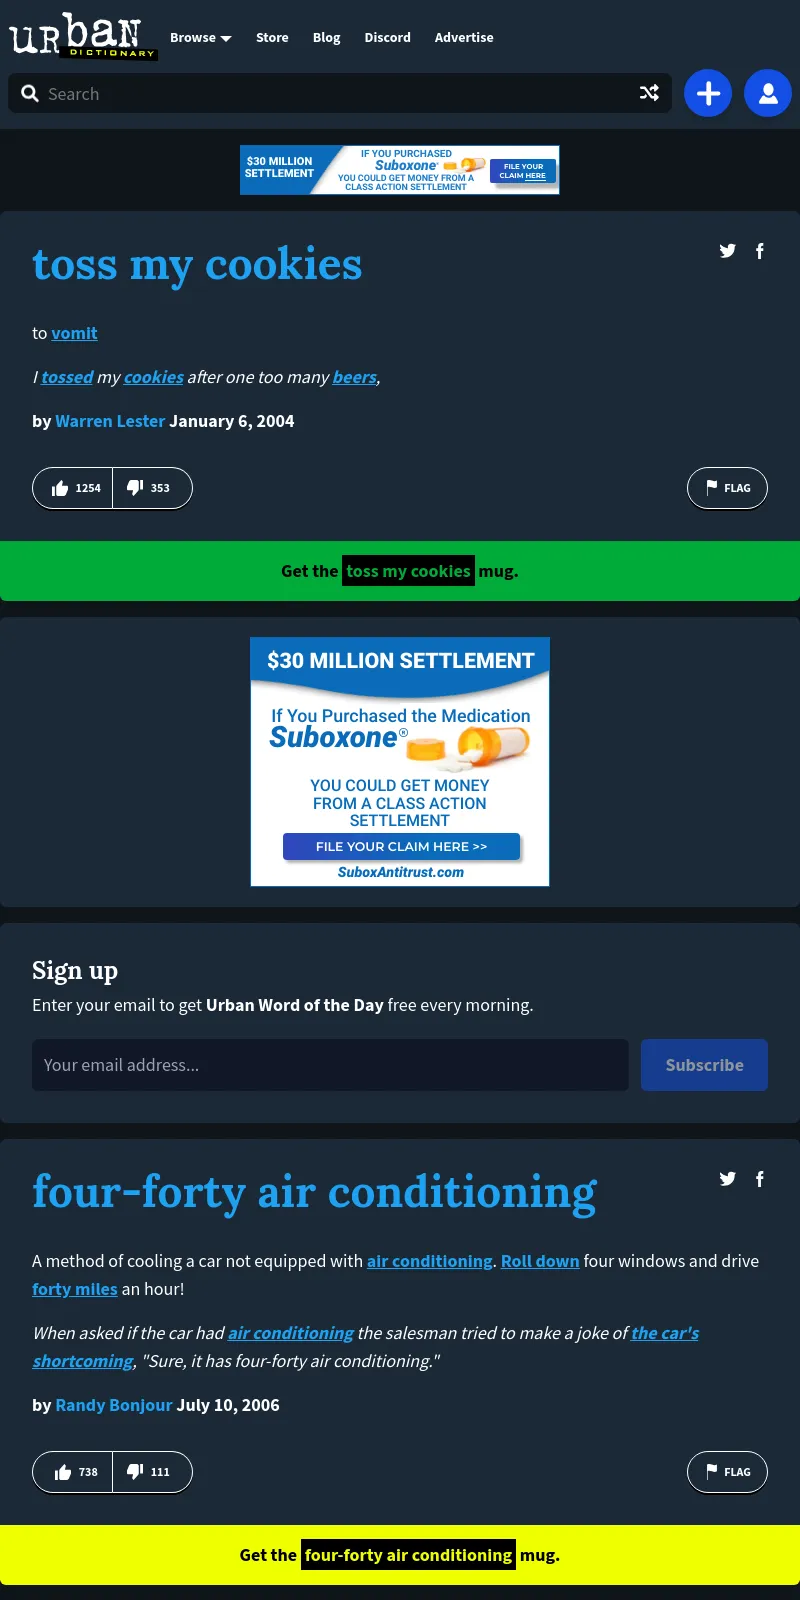 urban
DICTIONARY
Browse Store Blog Discord Advertise
Search
$30 MILLION
SETTLEMENT
IF YOU PURCHASED
Suboxone®
YOU COULD GET MONEY FROM A
CLASS ACTION SETTLEMENT
FILE YOUR
CLAIM HERE
toss my cookies
to vomit
I tossed my cookies after one too many beers,
by Warren Lester January 6, 2004
1254 353 FLAG
Get the toss my cookies mug.
$30 MILLION SETTLEMENT
If You Purchased the Medication
Suboxone®
YOU COULD GET MONEY
FROM A CLASS ACTION
SETTLEMENT
FILE YOUR CLAIM HERE >>
SuboxAntitrust.com
Sign up
Enter your email to get Urban Word of the Day free every morning.
Your email address... Subscribe
four-forty air conditioning
A method of cooling a car not equipped with air conditioning. Roll down four windows and drive
forty miles an hour!
When asked if the car had air conditioning the salesman tried to make a joke of the car's
shortcoming, "Sure, it has four-forty air conditioning."
by Randy Bonjour July 10, 2006
738 111 FLAG
Get the four-forty air conditioning mug.